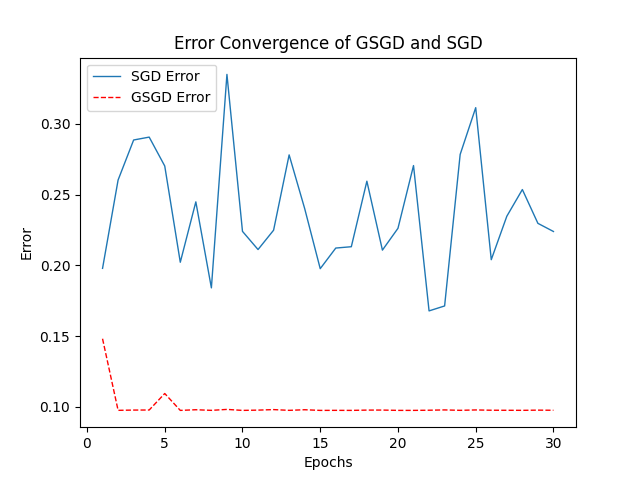 Error Convergence of GSGD and SGD
SGD Error
GSGD Error
Error
0.30
0.25
0.20
0.15
0.10
0 5 10 15 20 25 30
Epochs